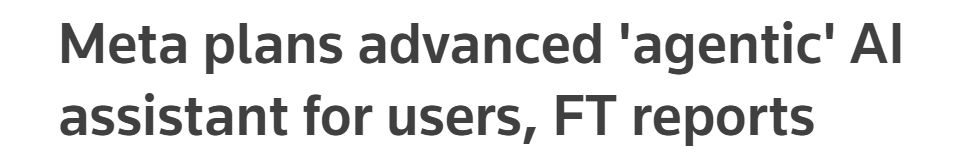 Meta plans advanced 'agentic' AI
assistant for users, FT reports